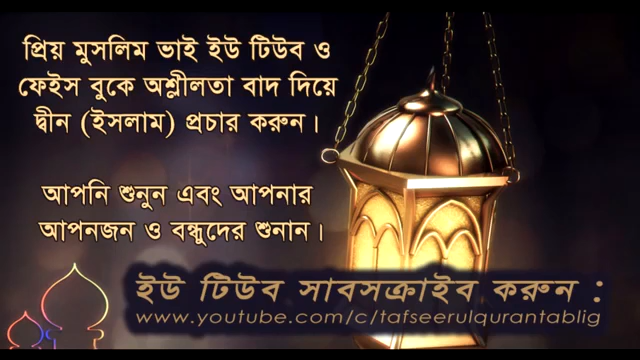 প্রিয় মুসলিম ভাই ইউ টিউব ও
ফেইস বুকে অশ্লীলতা বাদ দিয়ে
দ্বীন (ইসলাম) প্রচার করুন।
আপনি শুনুন এবং আপনার
আপনজন ও বন্ধুদের শুনান।
ইউ টিউব সাবসক্রাইব করুন :
www.youtube.com/c/tafseerulqurantablig